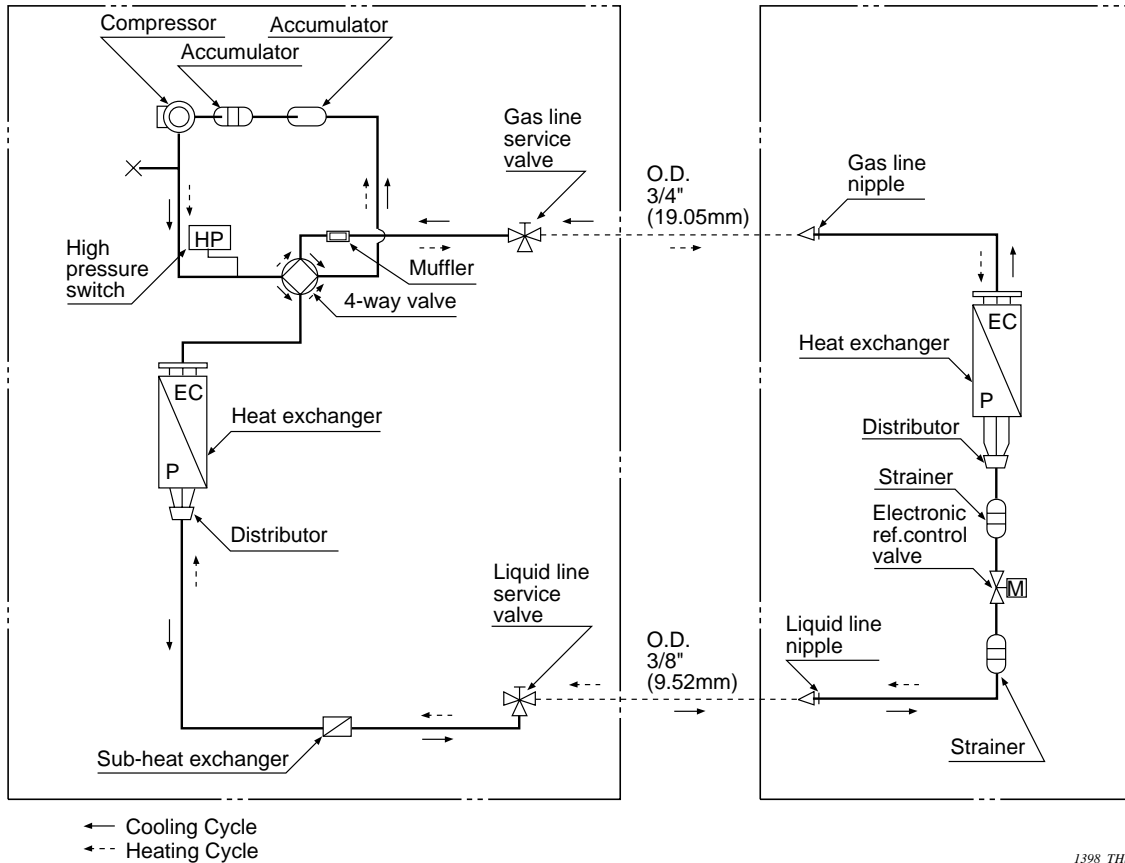 Compressor
Accumulator
Accumulator
Gas line
service
valve
O.D.
3/4"
(19.05mm)
Gas line
nipple
HP
High
pressure
switch
Muffler
4-way valve
EC
P
Heat exchanger
Distributor
EC
P
Heat exchanger
Distributor
Strainer
Electronic
ref.control
valve
M
Liquid line
service
valve
O.D.
3/8"
(9.52mm)
Liquid line
nipple
Sub-heat exchanger
Strainer
Cooling Cycle
Heating Cycle